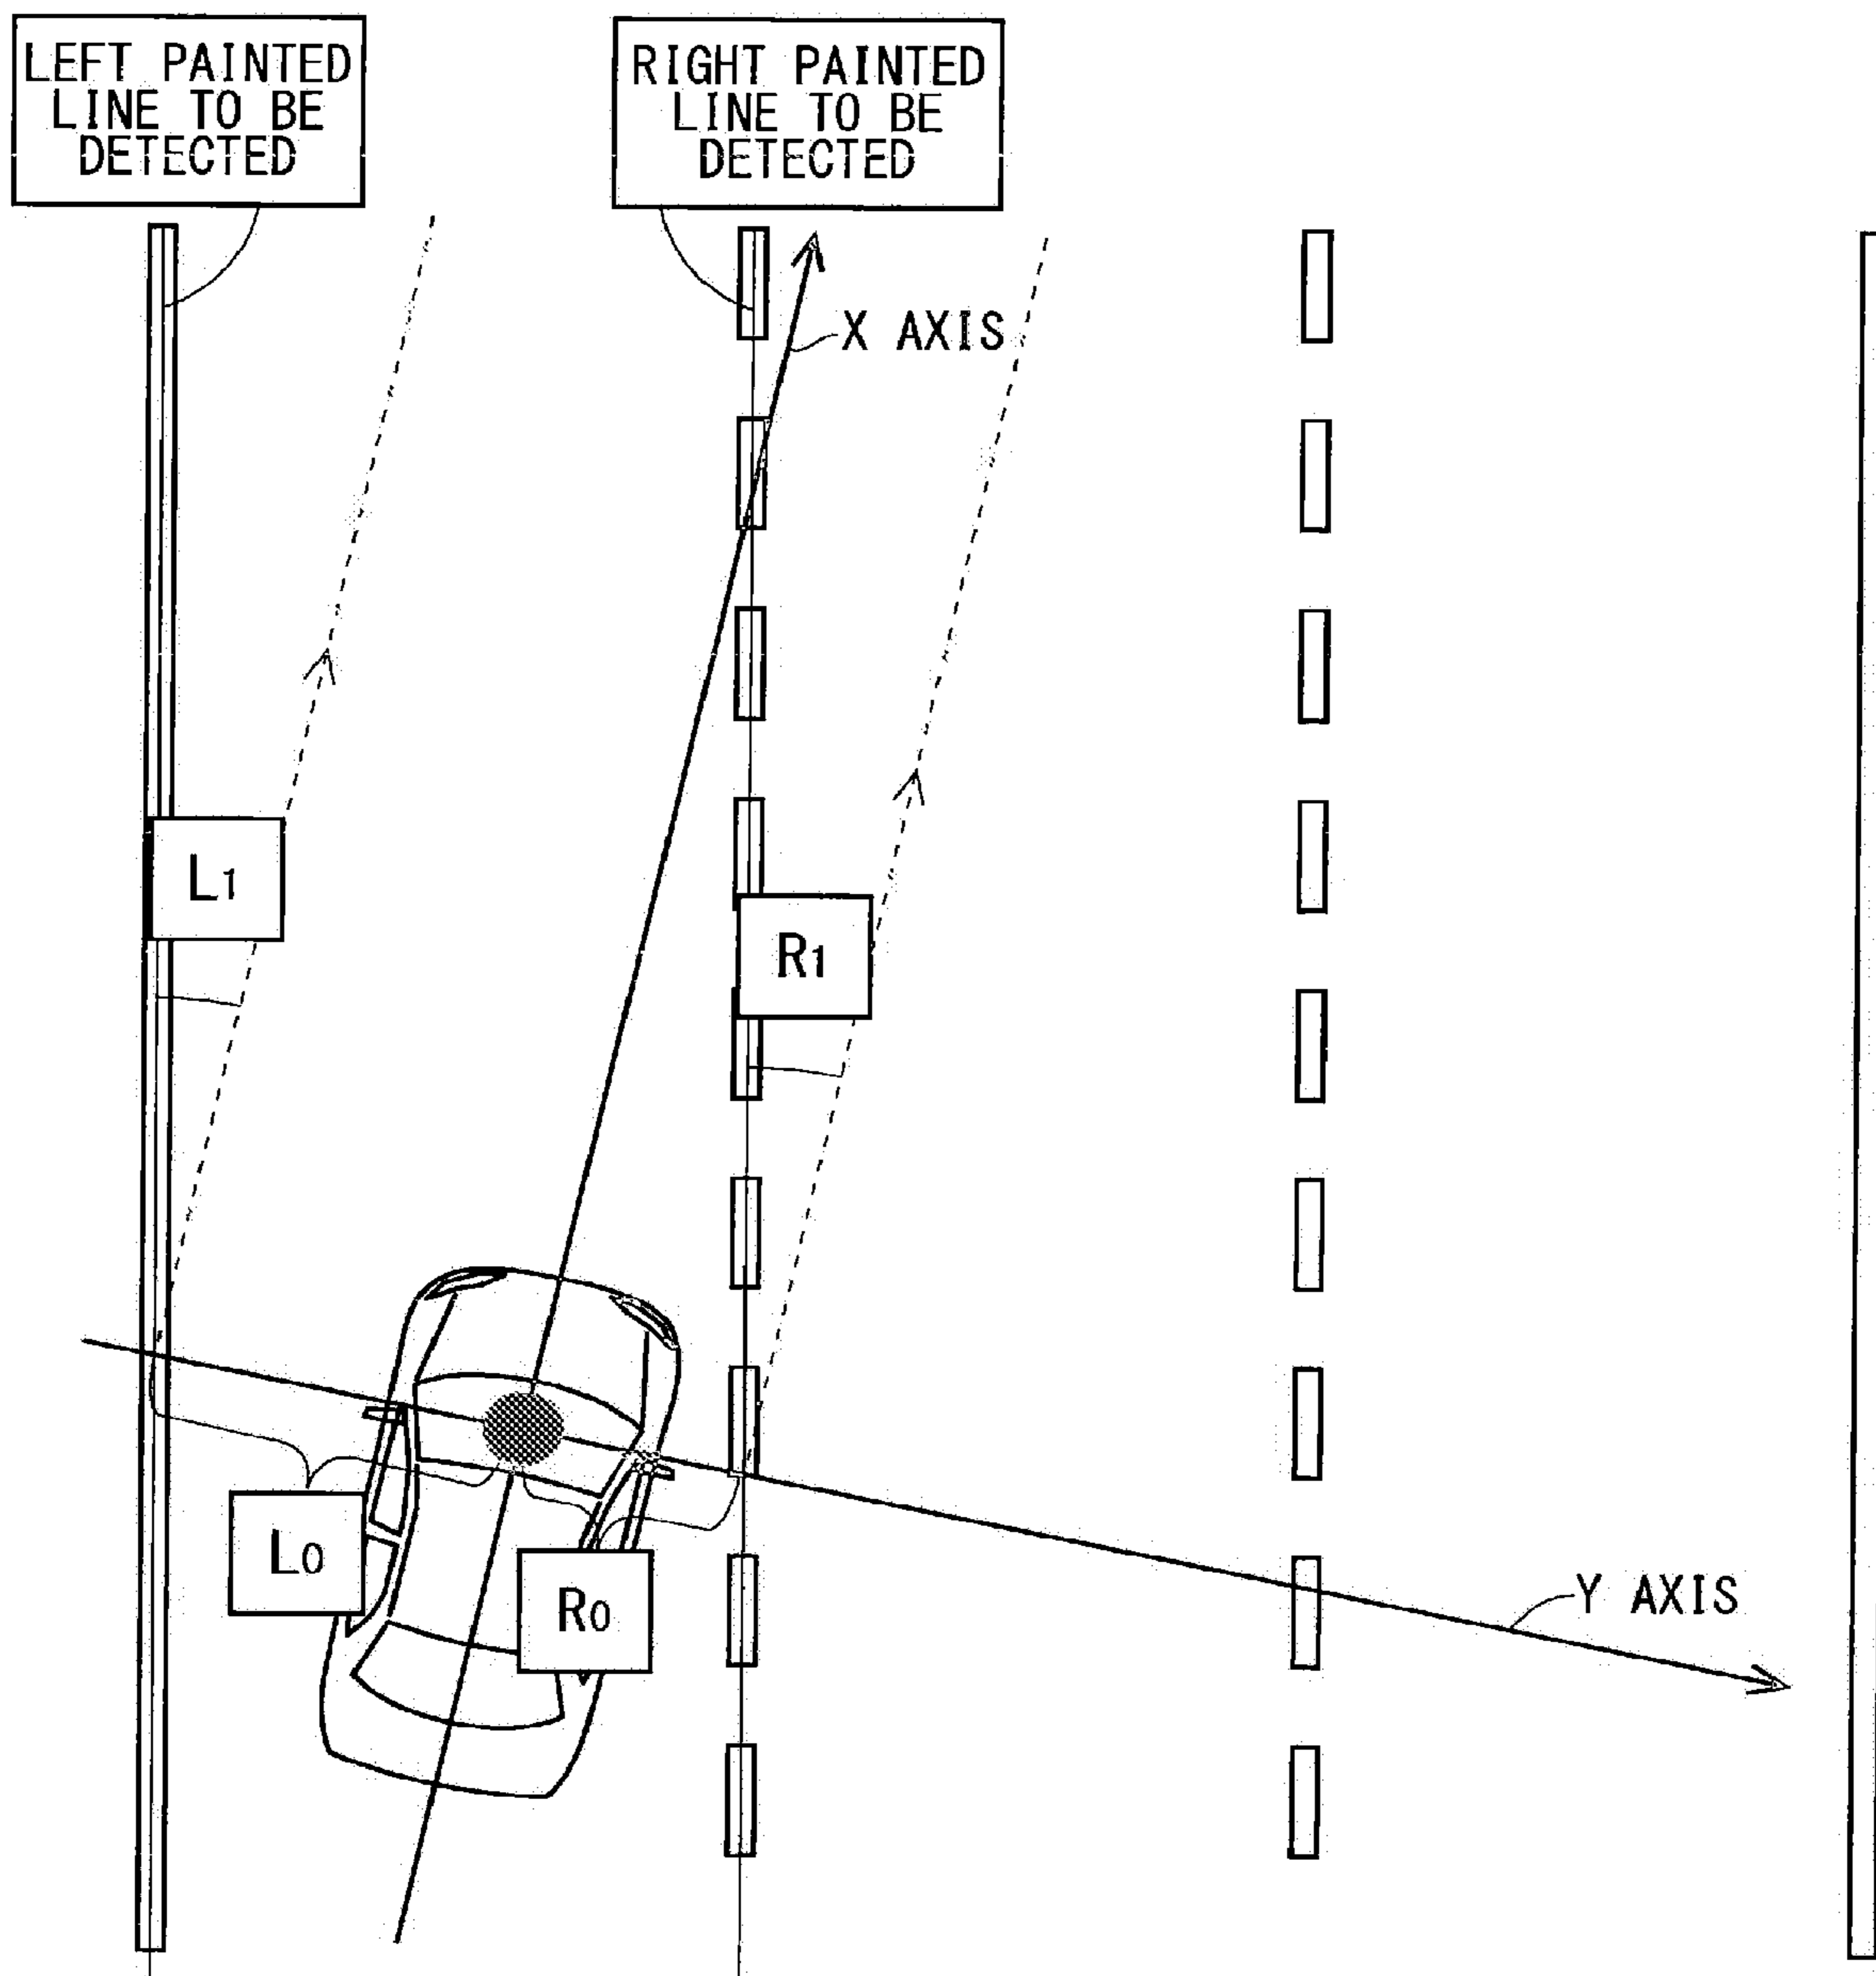 LEFT PAINTED
LINE TO BE
DETECTED
RIGHT PAINTED
LINE TO BE
DETECTED
X AXIS
L1
R1
L0
R0
Y AXIS